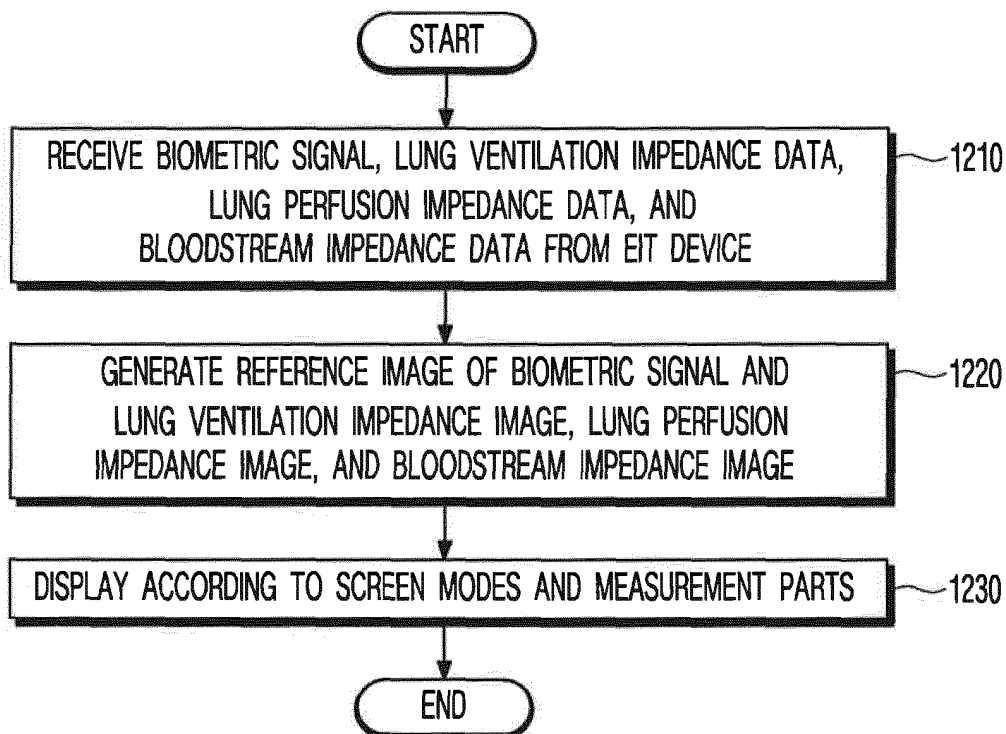 START
RECEIVE BIOMETRIC SIGNAL, LUNG VENTILATION IMPEDANCE DATA,
LUNG PERFUSION IMPEDANCE DATA, AND
BLOODSTREAM IMPEDANCE DATA FROM EIT DEVICE
1210
GENERATE REFERENCE IMAGE OF BIOMETRIC SIGNAL AND
LUNG VENTILATION IMPEDANCE IMAGE, LUNG PERFUSION
IMPEDANCE IMAGE, AND BLOODSTREAM IMPEDANCE IMAGE
1220
DISPLAY ACCORDING TO SCREEN MODES AND MEASUREMENT PARTS
1230
END